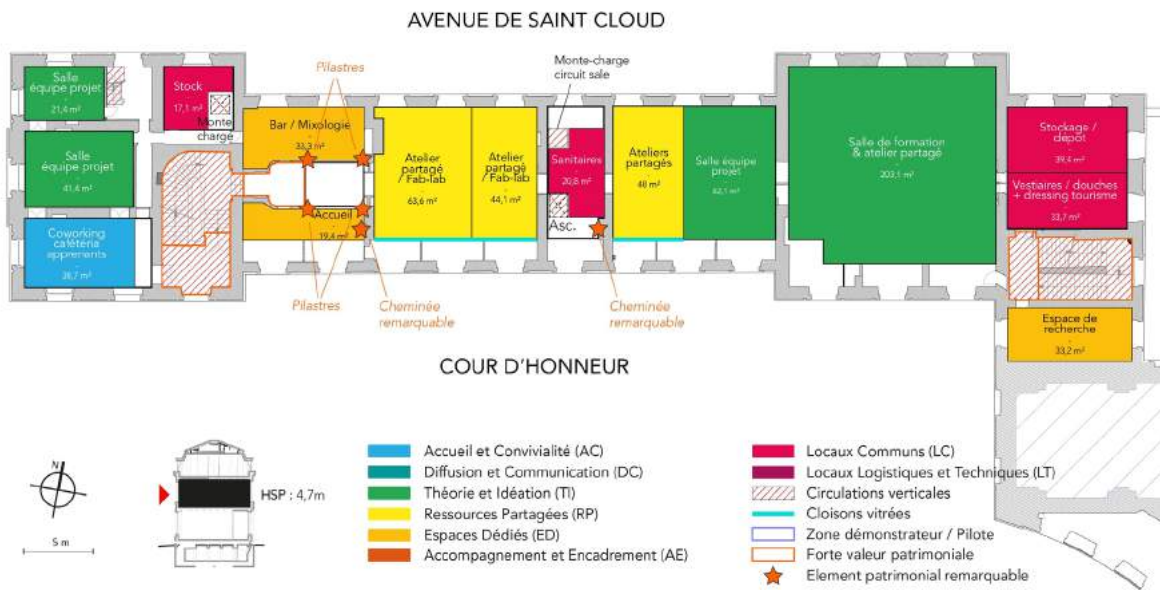 AVENUE DE SAINT CLOUD
Pilastres
Monte-charge
circuit sale
Salle
équipe projet
-
21,4 m²
Stock
-
17,1 m²
Monte
charge
Bar / Mixologie
-
33,3 m²
Salle
équipe projet
-
41,4 m²
Atelier
partagé
/ Fab-lab
-
63,6 m²
Atelier
partagé
/ Fab-lab
-
44,1 m²
Sanitaires
-
20,8 m²
Ateliers
partagés
-
48 m²
Salle équipe
projet
-
62,1 m²
Salle de formation
& atelier partagé
-
203,1 m²
Stockage /
dépôt
-
39,4 m²
Vestiaires / douches
+ dressing tourisme
-
33,7 m²
Coworking
cafétéria
apprenants
-
38,7 m²
Accueil
-
19,4 m²
Asc.
Pilastres
Cheminée
remarquable
Cheminée
remarquable
Espace de
recherche
-
33,2 m²
COUR D'HONNEUR
N
5 m
HSP : 4,7m
Accueil et Convivialité (AC)
Diffusion et Communication (DC)
Théorie et Idéation (TI)
Ressources Partagées (RP)
Espaces Dédiés (ED)
Accompagnement et Encadrement (AE)
Locaux Communs (LC)
Locaux Logistiques et Techniques (LT)
Circulations verticales
Cloisons vitrées
Zone démonstrateur / Pilote
Forte valeur patrimoniale
Element patrimonial remarquable